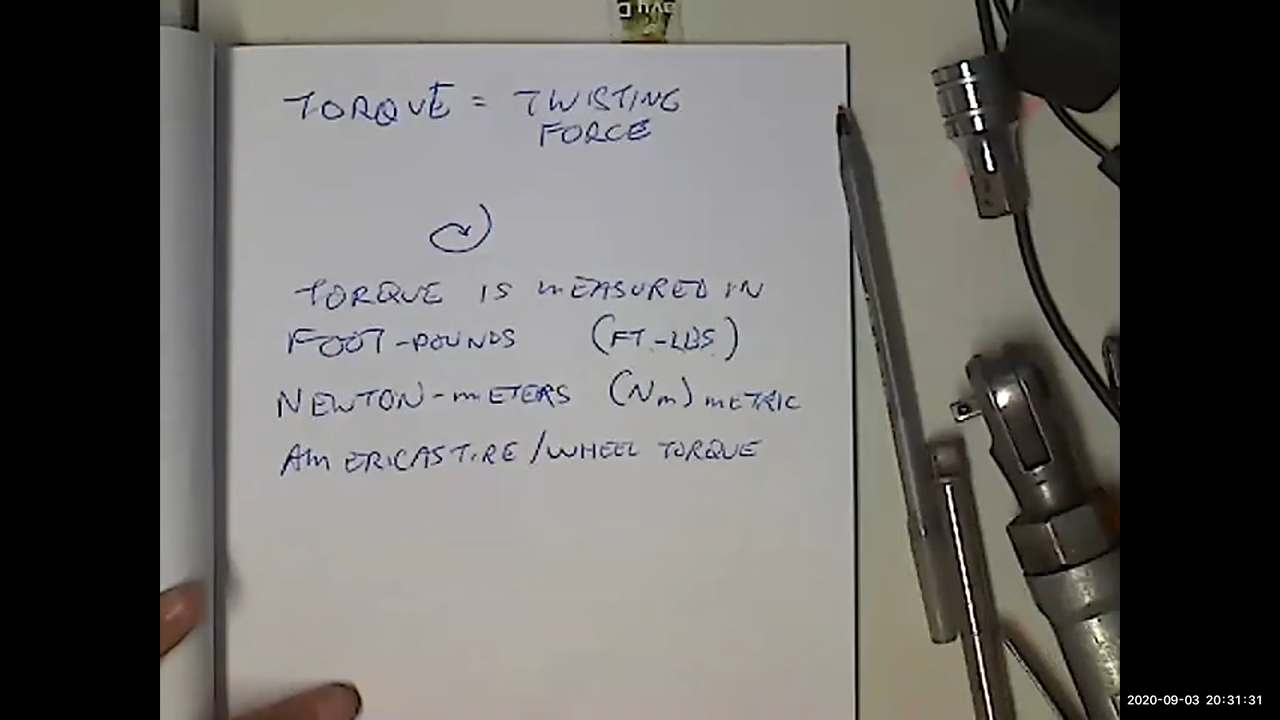 TORQUE = TWISTING
FORCE
TORQUE IS MEASURED IN
FOOT-POUNDS (FT-LBS)
NEWTON-METERS (Nm) METRIC
AMERICASTIRE/WHEEL TORQUE
2020-09-03 20:31:31